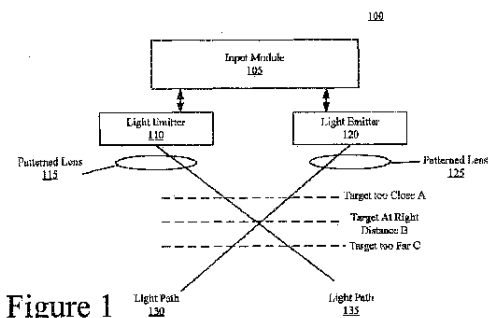 100
Input Module
105
Light Emitter
110
Light Emitter
120
Patterned Lens
115
Patterned Lens
125
Target too Close A
Target At Right
Distance B
Target too Far C
Light Path
130
Light Path
135
Figure 1